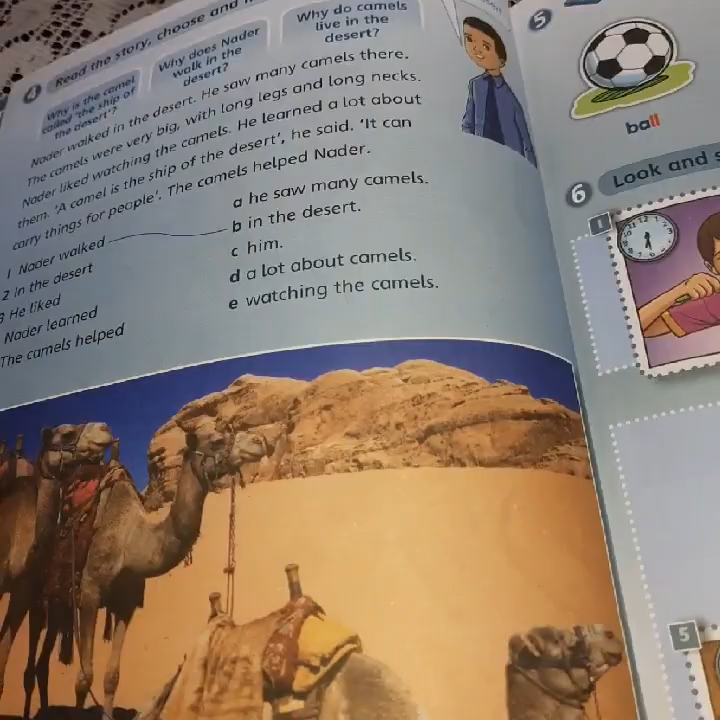 4 Read the story, choose and
Why is the camel
called 'the ship of
the desert'?
Why does Nader
walk in the
desert?
Why do camels
live in the
desert?
Nader walked in the desert. He saw many camels there.
The camels were very big, with long legs and long necks.
Nader liked watching the camels. He learned a lot about
them. 'A camel is the ship of the desert', he said. 'It can
carry things for people'. The camels helped Nader.
1 Nader walked
2 In the desert
3 He liked
Nader learned
The camels helped
a he saw many camels.
b in the desert.
c him.
d a lot about camels.
e watching the camels.
5
ball
6 Look and
1
5